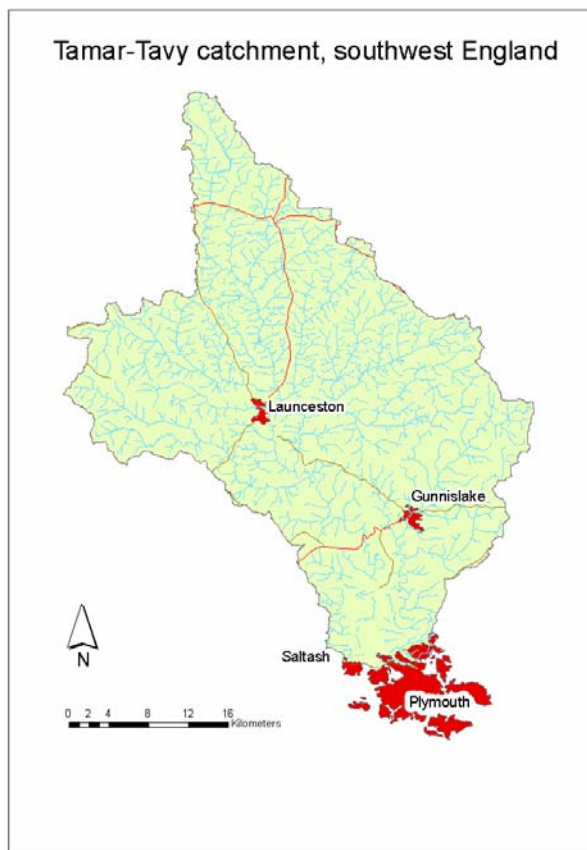 Tamar-Tavy catchment, southwest England
Launceston
Gunnislake
Saltash
N
Plymouth
0 2 4 8 12 16
Kilometers